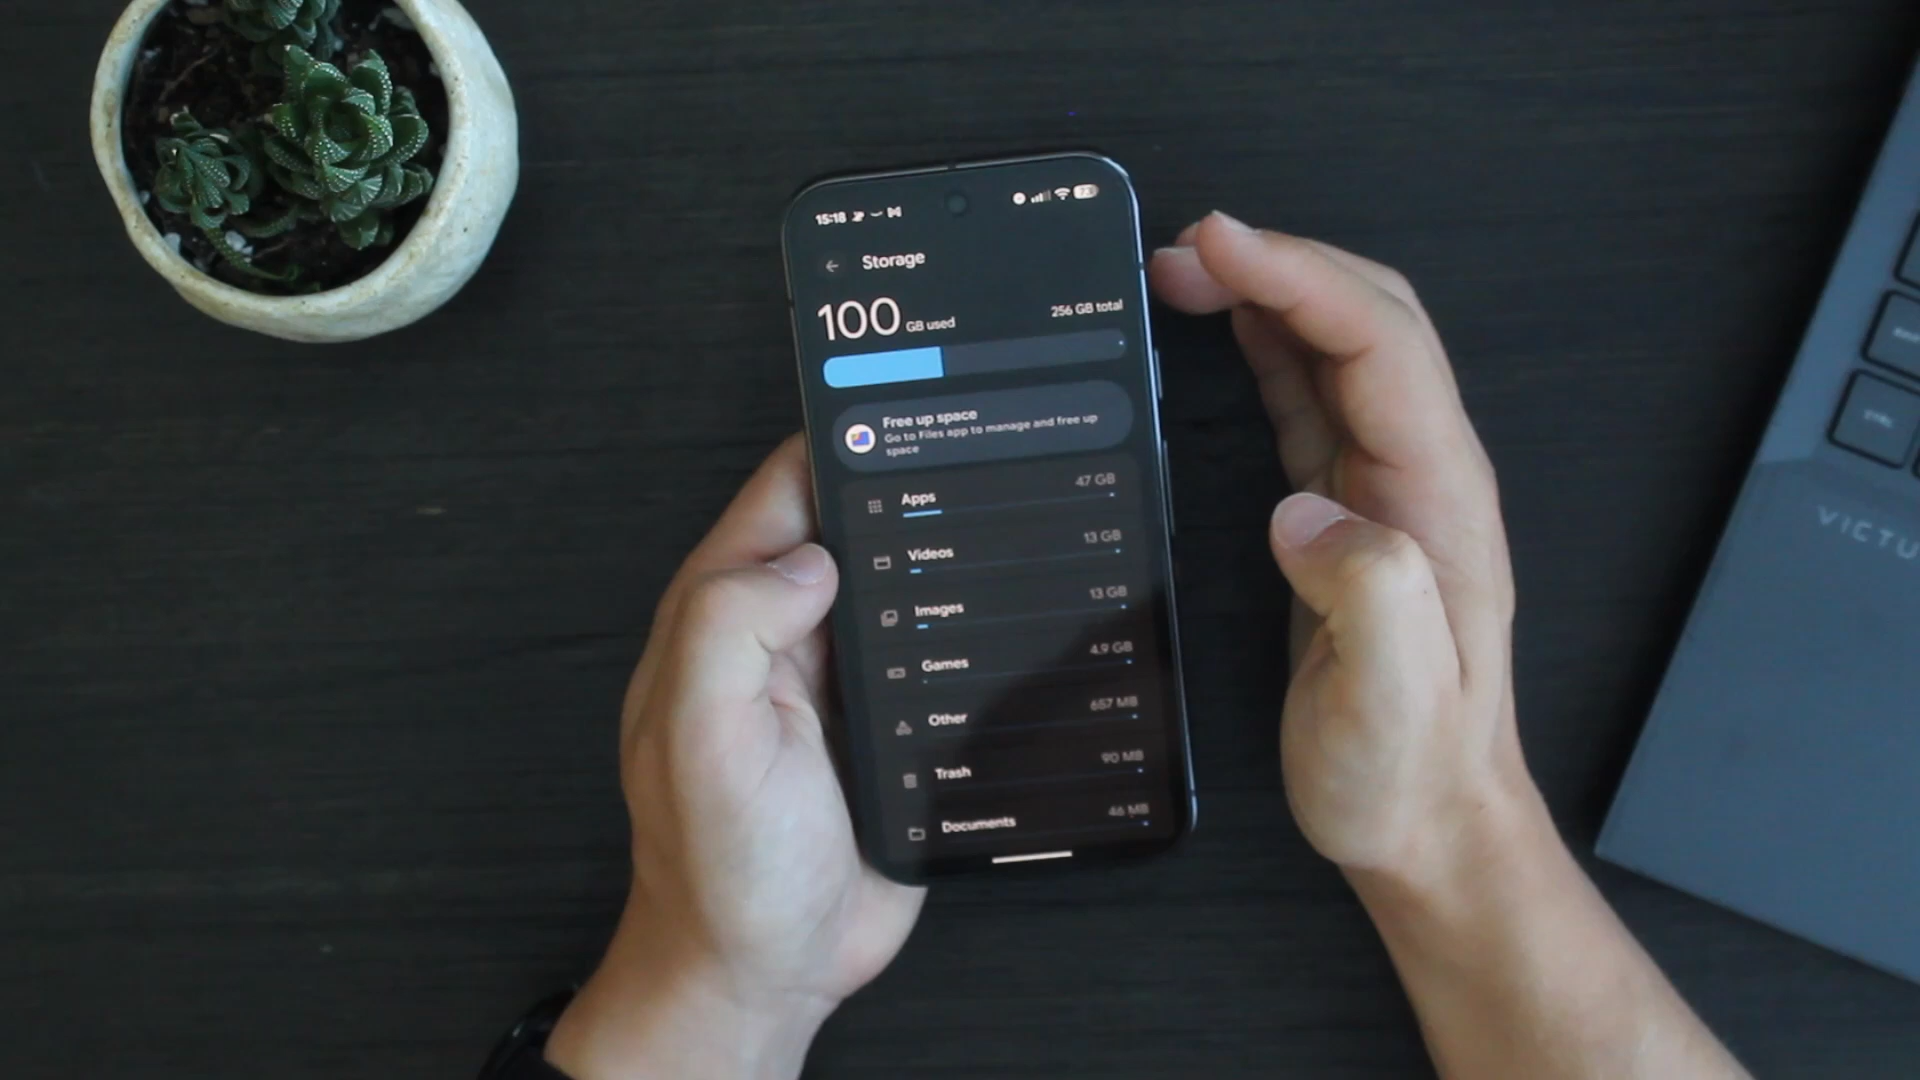 15:18
73
Storage
100 GB used
256 GB total
Free up space
Go to Files app to manage and free up
space
Apps 47 GB
Videos 13 GB
Images 13 GB
Games 4.9 GB
Other 657 MB
Trash 90 MB
Documents 46 MB
VICTU
CTRL